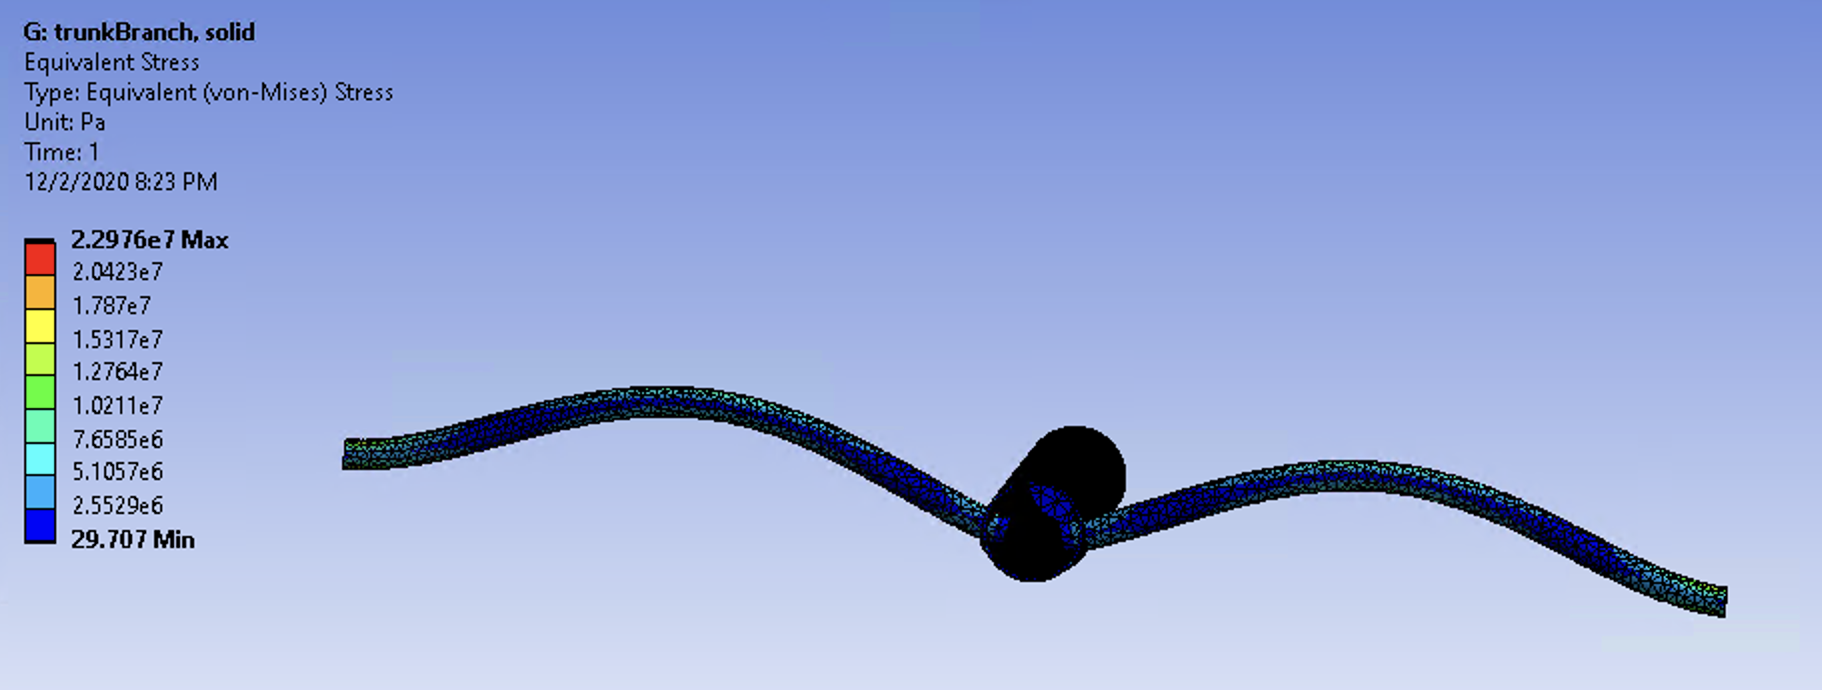 G: trunkBranch, solid
Equivalent Stress
Type: Equivalent (von-Mises) Stress
Unit: Pa
Time: 1
12/2/2020 8:23 PM
2.2976e7 Max
2.0423e7
1.787e7
1.5317e7
1.2764e7
1.0211e7
7.6585e6
5.1057e6
2.5529e6
29.707 Min